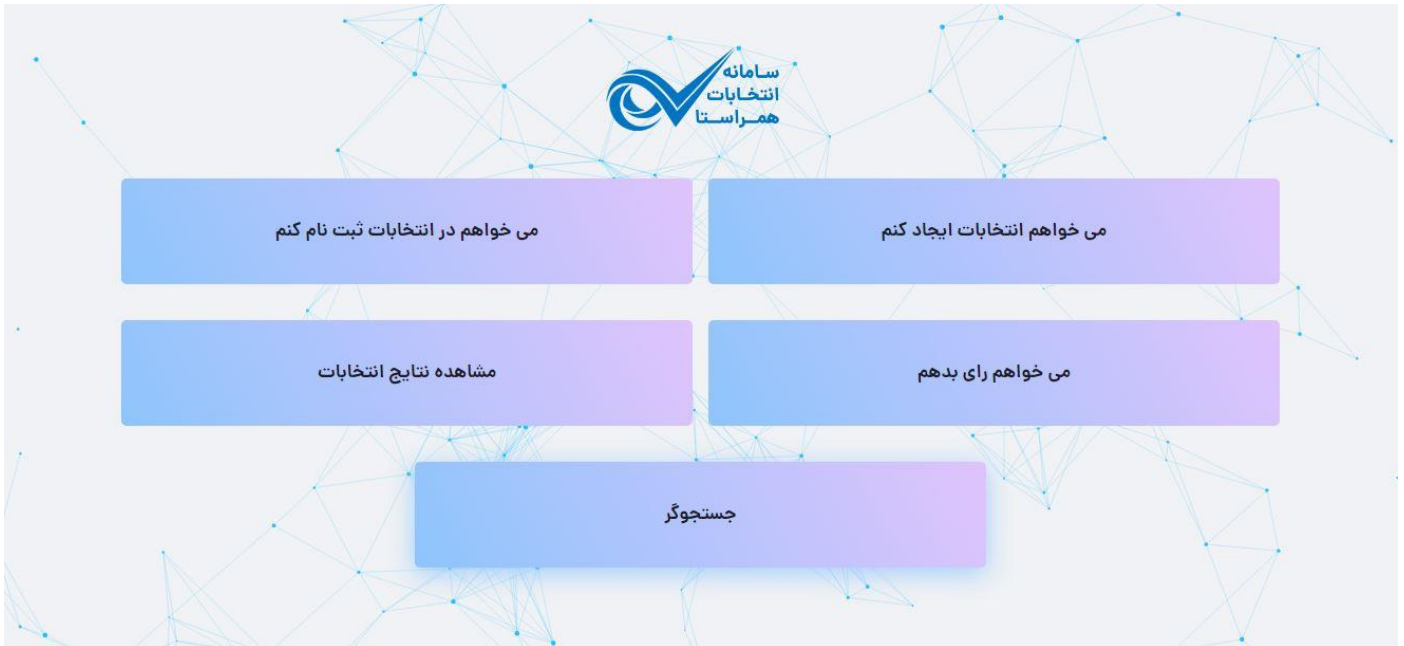 سامانه
انتخابات
همراستا
می خواهم انتخابات ایجاد کنم
می خواهم در انتخابات ثبت نام کنم
می خواهم رای بدهم
مشاهده نتایج انتخابات
جستجوگر